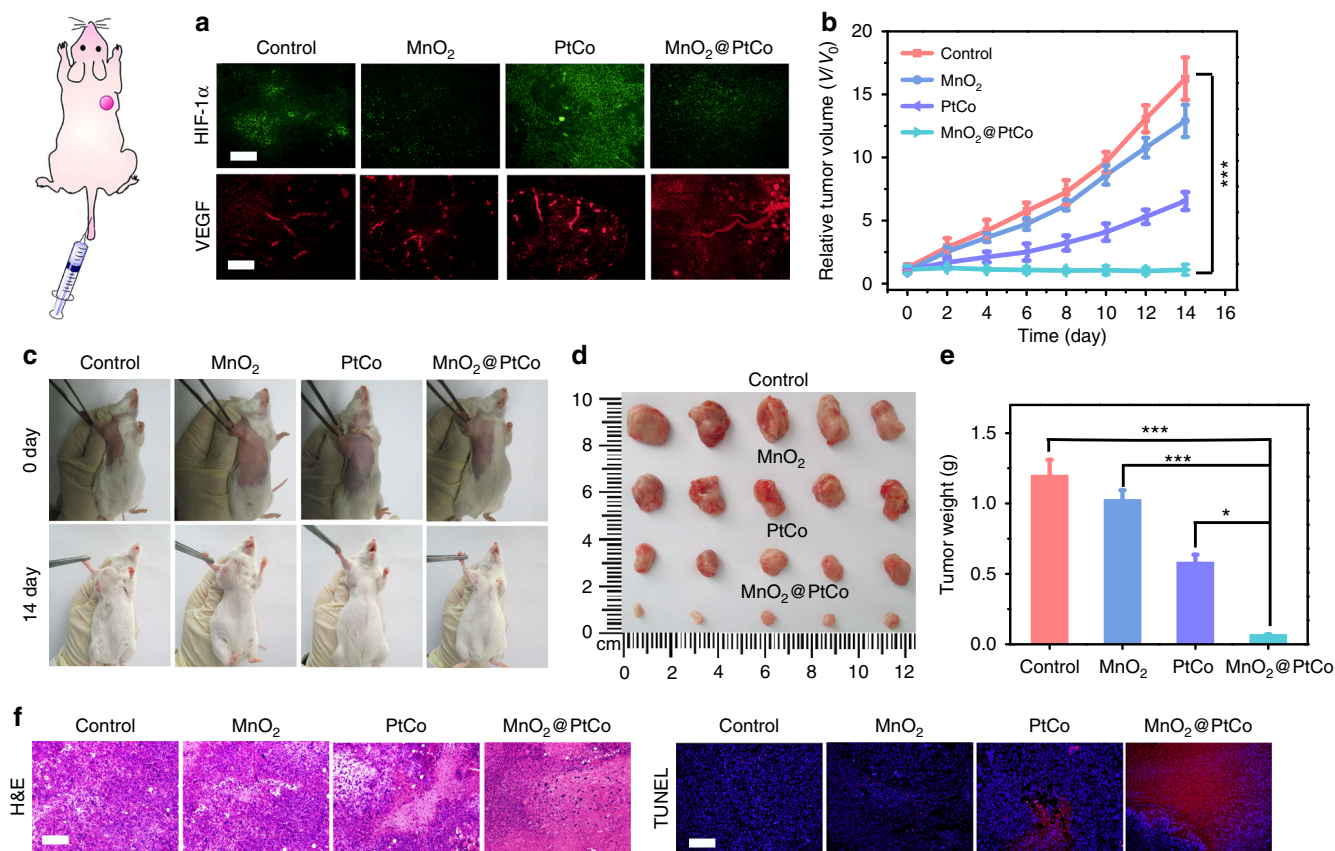 a
Control MnO₂ PtCo MnO₂@PtCo
HIF-1α
VEGF
b
Relative tumor volume (V/V₀)
20
15
10
5
0
Control
MnO₂
PtCo
MnO₂@PtCo
***
0 2 4 6 8 10 12 14 16
Time (day)
c
Control MnO₂ PtCo MnO₂@PtCo
0 day
14 day
d
Control
MnO₂
PtCo
MnO₂@PtCo
10
8
6
4
2
0
cm
0 2 4 6 8 10 12
e
Tumor weight (g)
1.5
1.0
0.5
0.0
***
***
*
Control MnO₂ PtCo MnO₂@PtCo
f
Control MnO₂ PtCo MnO₂@PtCo
H&E
Control MnO₂ PtCo MnO₂@PtCo
TUNEL